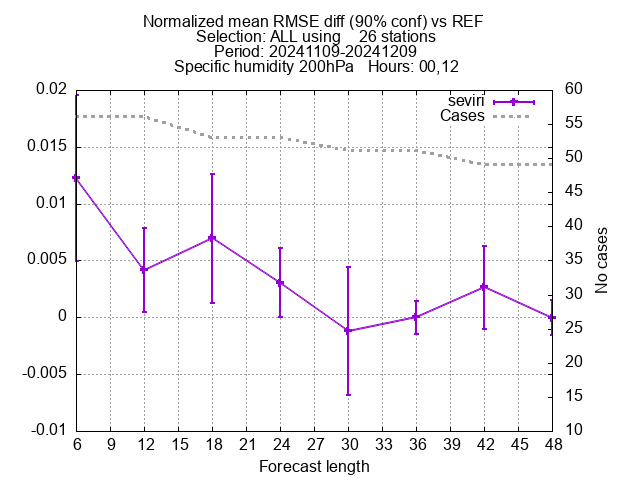 Normalized mean RMSE diff (90% conf) vs REF
Selection: ALL using    26 stations
Period: 20241109-20241209
Specific humidity 200hPa   Hours: 00,12
seviri
Cases
0.02
0.015
0.01
0.005
0
-0.005
-0.01
60
55
50
45
40
35
30
25
20
15
10
No cases
6 9 12 15 18 21 24 27 30 33 36 39 42 45 48
Forecast length